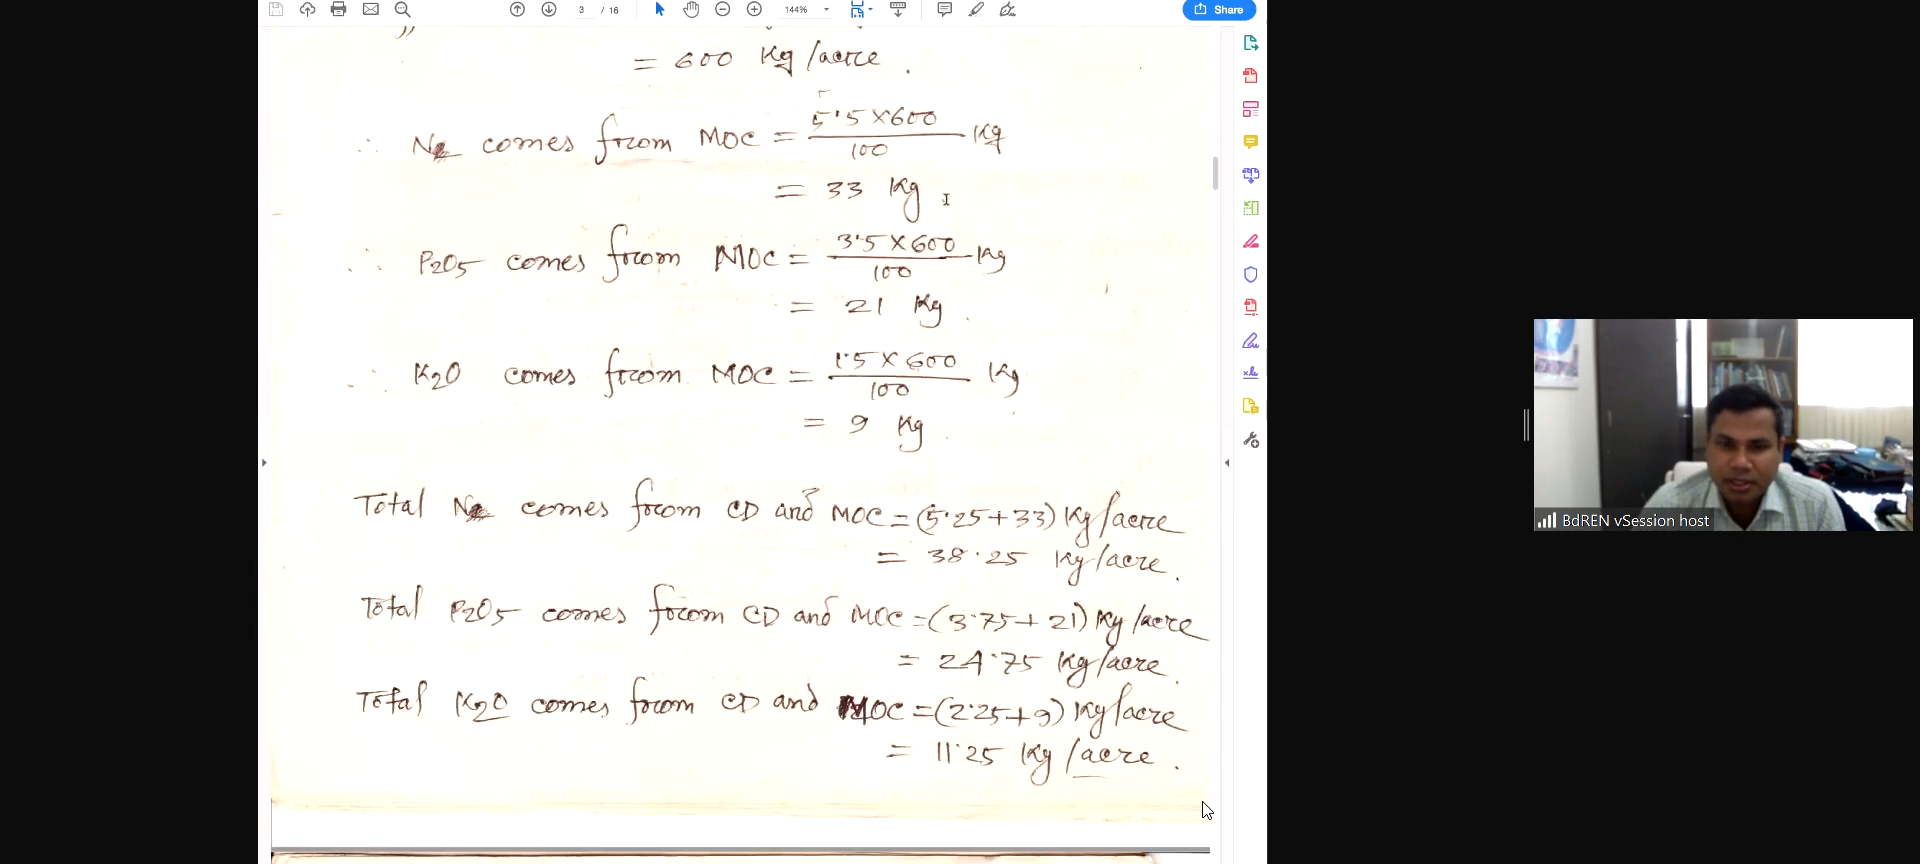 3 / 16
144%
Share
= 600 Kg/acre.
∴ N comes from MOC = 5.5×600/100 Kg
= 33 Kg.
∴ P2O5 comes from MOC = 3.5×600/100 Kg
= 21 Kg.
∴ K2O comes from MOC = 1.5×600/100 Kg
= 9 Kg.
Total N comes from CD and MOC = (5.25+33) Kg/acre
= 38.25 Kg/acre.
Total P2O5 comes from CD and MOC = (3.75+21) Kg/acre
= 24.75 Kg/acre.
Total K2O comes from CD and MOC = (2.25+9) Kg/acre
= 11.25 Kg/acre.
BdREN vSession host